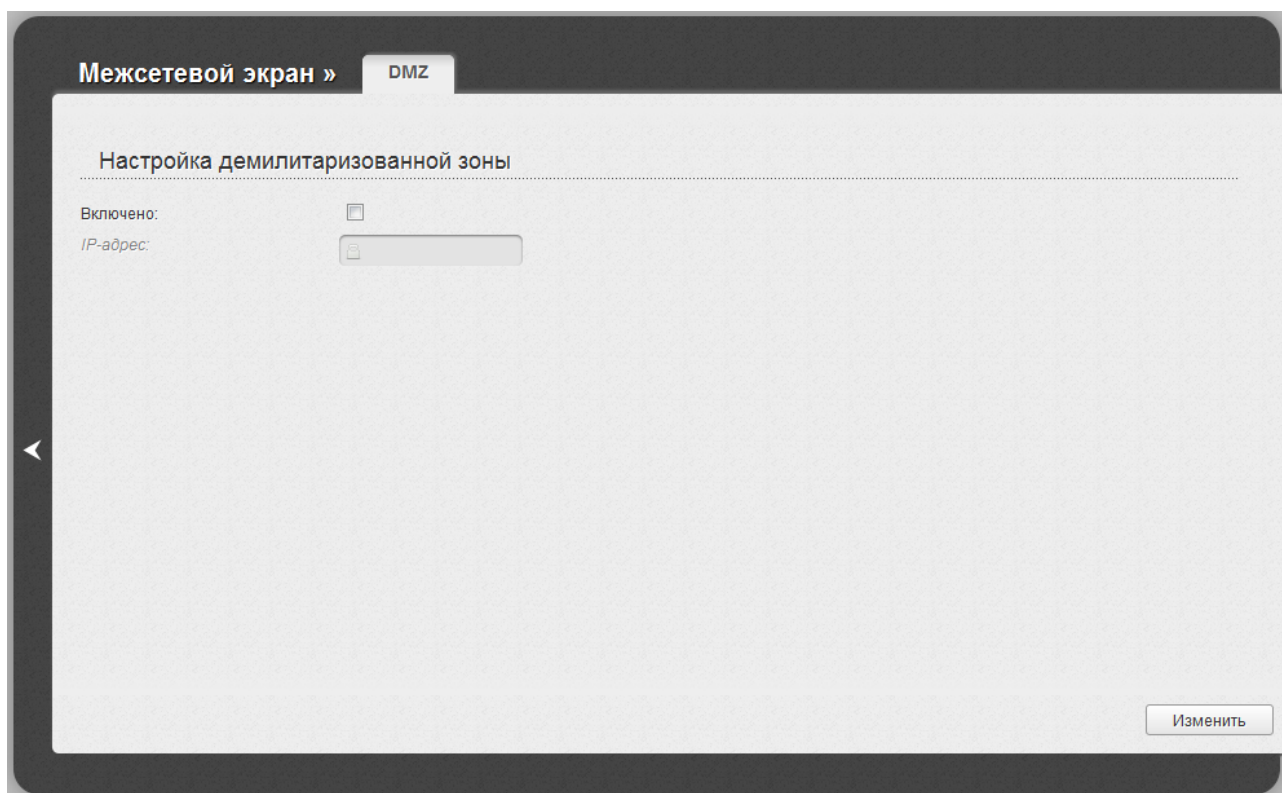 Межсетевой экран » DMZ
Настройка демилитаризованной зоны
Включено:
IP-адрес:
Изменить